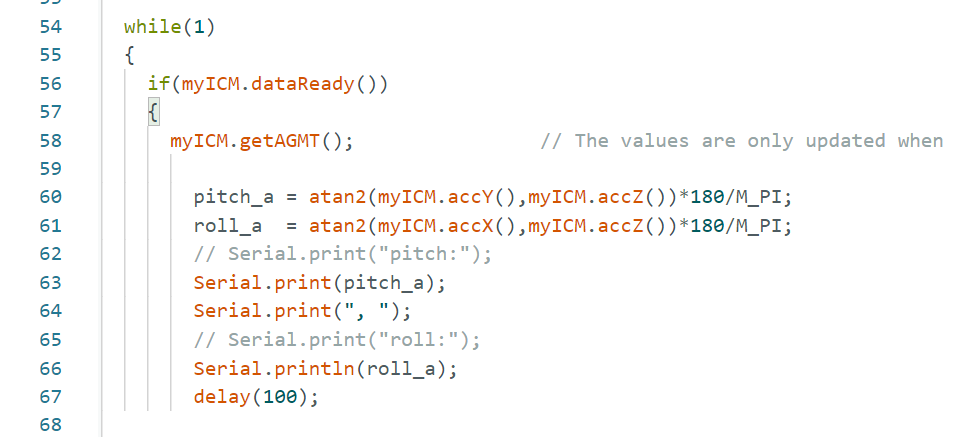 54 while(1)
55 {
56 if(myICM.dataReady())
57 {
58 myICM.getAGMT(); // The values are only updated when
59
60 pitch_a = atan2(myICM.accY(),myICM.accZ())*180/M_PI;
61 roll_a  = atan2(myICM.accX(),myICM.accZ())*180/M_PI;
62 // Serial.print("pitch:");
63 Serial.print(pitch_a);
64 Serial.print(", ");
65 // Serial.print("roll:");
66 Serial.println(roll_a);
67 delay(100);
68